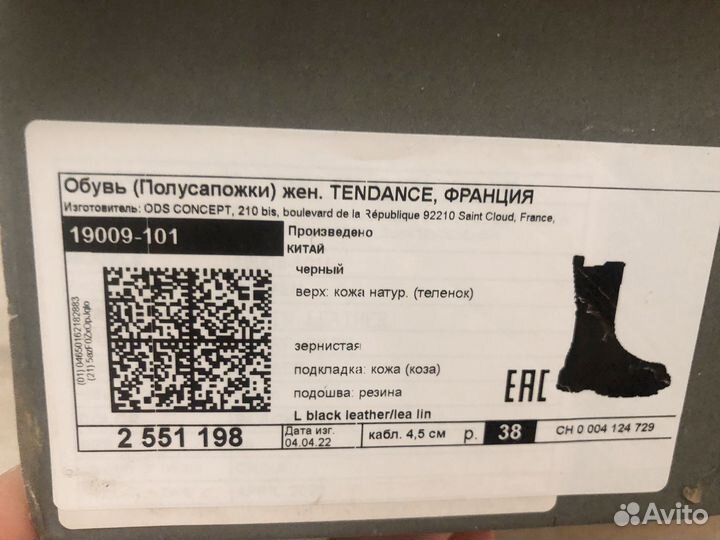 Обувь (Полусапожки) жен. TENDANCE, ФРАНЦИЯ
Изготовитель: ODS CONCEPT, 210 bis, boulevard de la République 92210 Saint Cloud, France,
19009-101
Произведено
КИТАЙ
черный
верх: кожа натур. (теленок)
зернистая
подкладка: кожа (коза)
подошва: резина
L black leather/lea lin
(01) 04650162182883
EAC
2 551 198
Дата изг.
04.04.22
кабл. 4,5 см
р. 38
CH 0 004 124 729
Avito